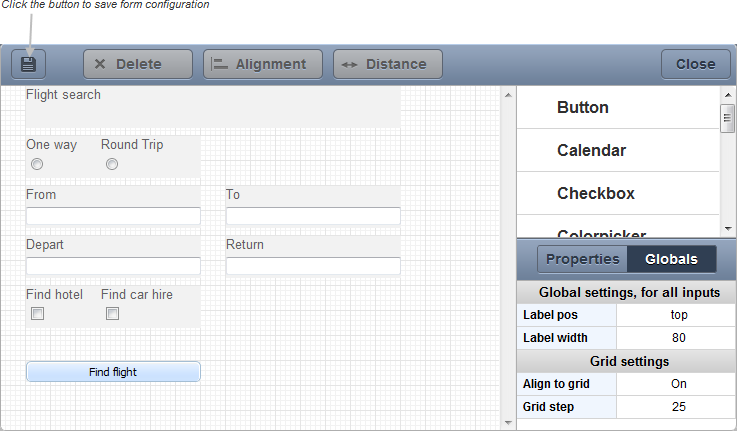 Click the button to save form configuration
Delete Alignment Distance Close
Flight search
One way Round Trip
From To
Depart Return
Find hotel Find car hire
Find flight
Button
Calendar
Checkbox
Colorpicker
Properties Globals
Global settings, for all inputs
Label pos top
Label width 80
Grid settings
Align to grid On
Grid step 25